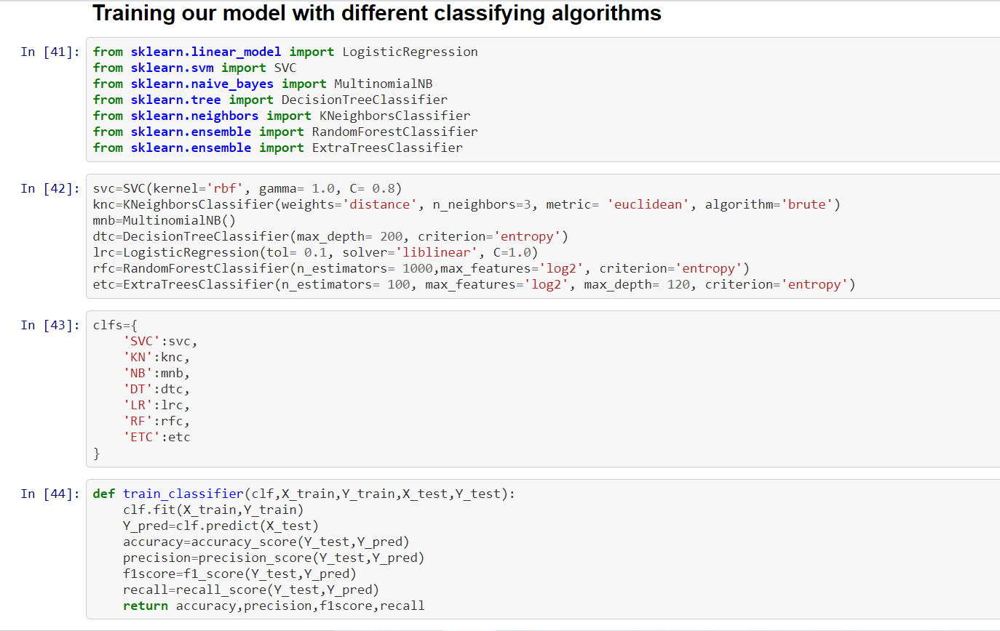 Training our model with different classifying algorithms
In [41]:
from sklearn.linear_model import LogisticRegression
from sklearn.svm import SVC
from sklearn.naive_bayes import MultinomialNB
from sklearn.tree import DecisionTreeClassifier
from sklearn.neighbors import KNeighborsClassifier
from sklearn.ensemble import RandomForestClassifier
from sklearn.ensemble import ExtraTreesClassifier
In [42]:
svc=SVC(kernel='rbf', gamma= 1.0, C= 0.8)
knc=KNeighborsClassifier(weights='distance', n_neighbors=3, metric= 'euclidean', algorithm='brute')
mnb=MultinomialNB()
dtc=DecisionTreeClassifier(max_depth= 200, criterion='entropy')
lrc=LogisticRegression(tol= 0.1, solver='liblinear', C=1.0)
rfc=RandomForestClassifier(n_estimators= 1000,max_features='log2', criterion='entropy')
etc=ExtraTreesClassifier(n_estimators= 100, max_features='log2', max_depth= 120, criterion='entropy')
In [43]:
clfs={
    'SVC':svc,
    'KN':knc,
    'NB':mnb,
    'DT':dtc,
    'LR':lrc,
    'RF':rfc,
    'ETC':etc
}
In [44]:
def train_classifier(clf,X_train,Y_train,X_test,Y_test):
    clf.fit(X_train,Y_train)
    Y_pred=clf.predict(X_test)
    accuracy=accuracy_score(Y_test,Y_pred)
    precision=precision_score(Y_test,Y_pred)
    f1score=f1_score(Y_test,Y_pred)
    recall=recall_score(Y_test,Y_pred)
    return accuracy,precision,f1score,recall